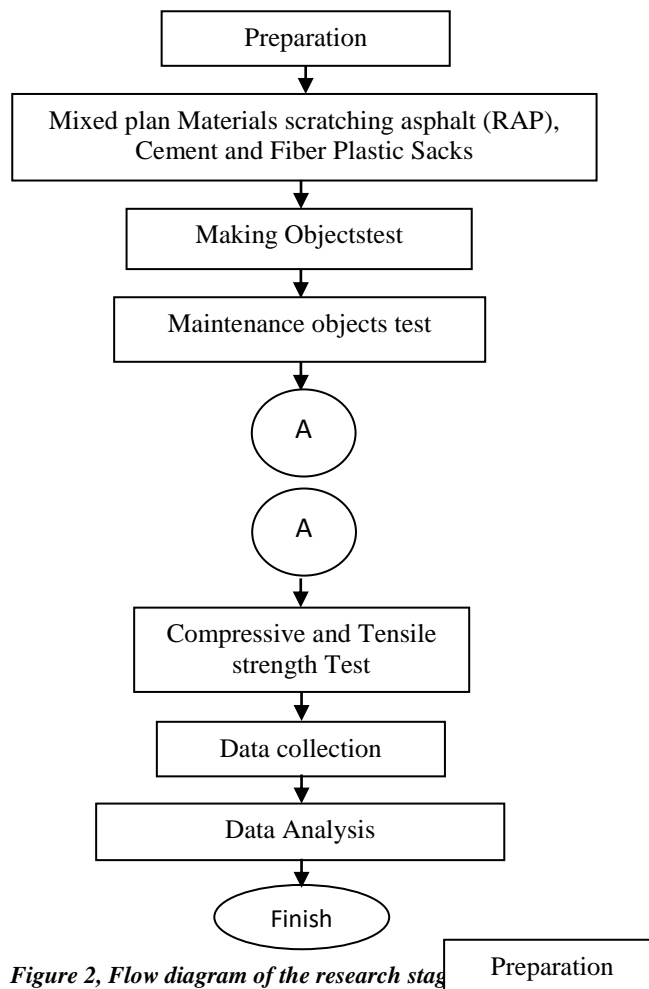 Preparation
Mixed plan Materials scratching asphalt (RAP),
Cement and Fiber Plastic Sacks
Making Objectstest
Maintenance objects test
A
A
Compressive and Tensile
strength Test
Data collection
Data Analysis
Finish
Figure 2, Flow diagram of the research stag
Preparation